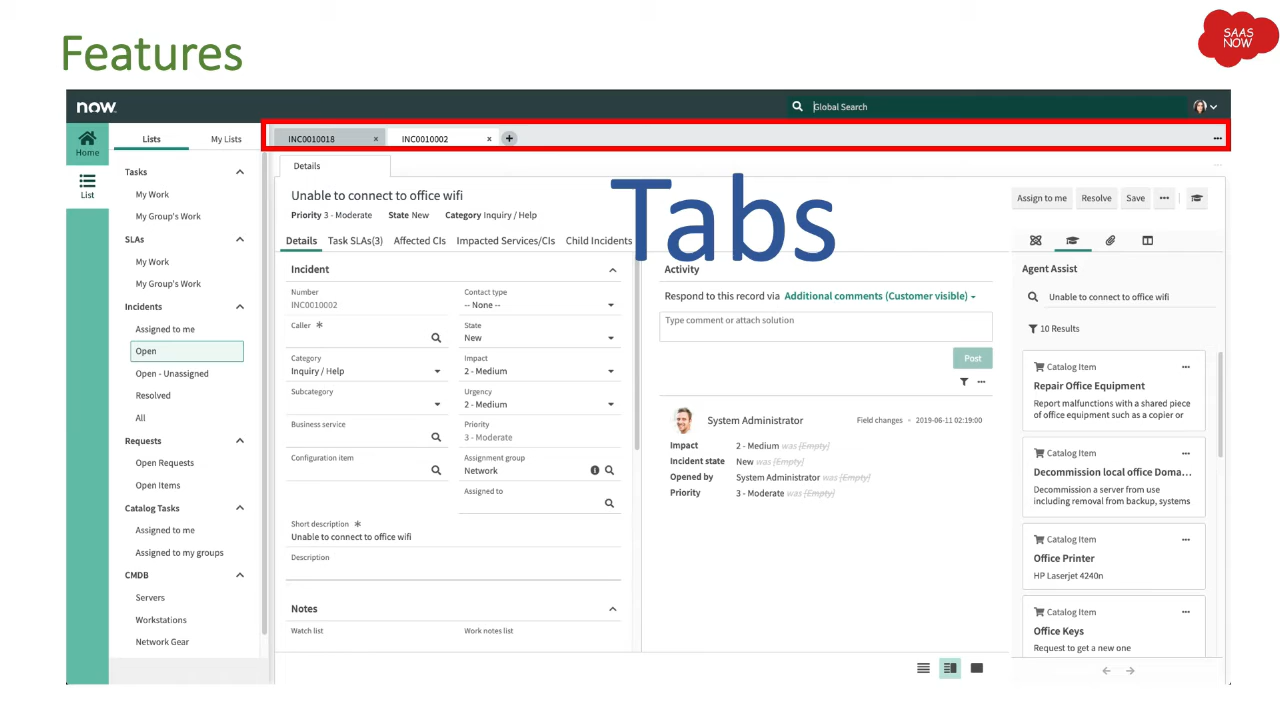 Features
SAAS
NOW
now.
Global Search
Home
List
Lists My Lists
Tasks
My Work
My Group's Work
SLAs
My Work
My Group's Work
Incidents
Assigned to me
Open
Open - Unassigned
Resolved
All
Requests
Open Requests
Open Items
Catalog Tasks
Assigned to me
Assigned to my groups
CMDB
Servers
Workstations
Network Gear
INC0010018 × INC0010002 × +
Tabs
Details
Unable to connect to office wifi
Priority 3 - Moderate State New Category Inquiry / Help
Assign to me Resolve Save
Details Task SLAs(3) Affected CIs Impacted Services/CIs Child Incidents
Incident
Number
INC0010002
Contact type
-- None --
Caller *
State
New
Category
Inquiry / Help
Impact
2 - Medium
Subcategory
Urgency
2 - Medium
Business service
Priority
3 - Moderate
Configuration item
Assignment group
Network
Assigned to
Short description *
Unable to connect to office wifi
Description
Notes
Watch list Work notes list
Activity
Respond to this record via Additional comments (Customer visible)
Type comment or attach solution
Post
System Administrator Field changes • 2019-06-11 02:19:00
Impact 2 - Medium was [Empty]
Incident state New was [Empty]
Opened by System Administrator was [Empty]
Priority 3 - Moderate was [Empty]
Agent Assist
Unable to connect to office wifi
10 Results
Catalog Item
Repair Office Equipment
Report malfunctions with a shared piece
of office equipment such as a copier or
Catalog Item
Decommission local office Doma...
Decommission a server from use
including removal from backup, systems
Catalog Item
Office Printer
HP Laserjet 4240n
Catalog Item
Office Keys
Request to get a new one